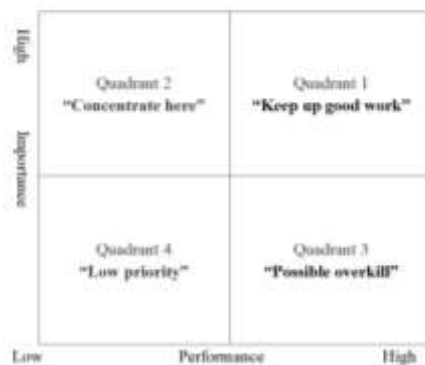 High
Quadrant 2
“Concentrate here”
Quadrant 1
“Keep up good work”
Importance
Quadrant 4
“Low priority”
Quadrant 3
“Possible overkill”
Low
Performance
High